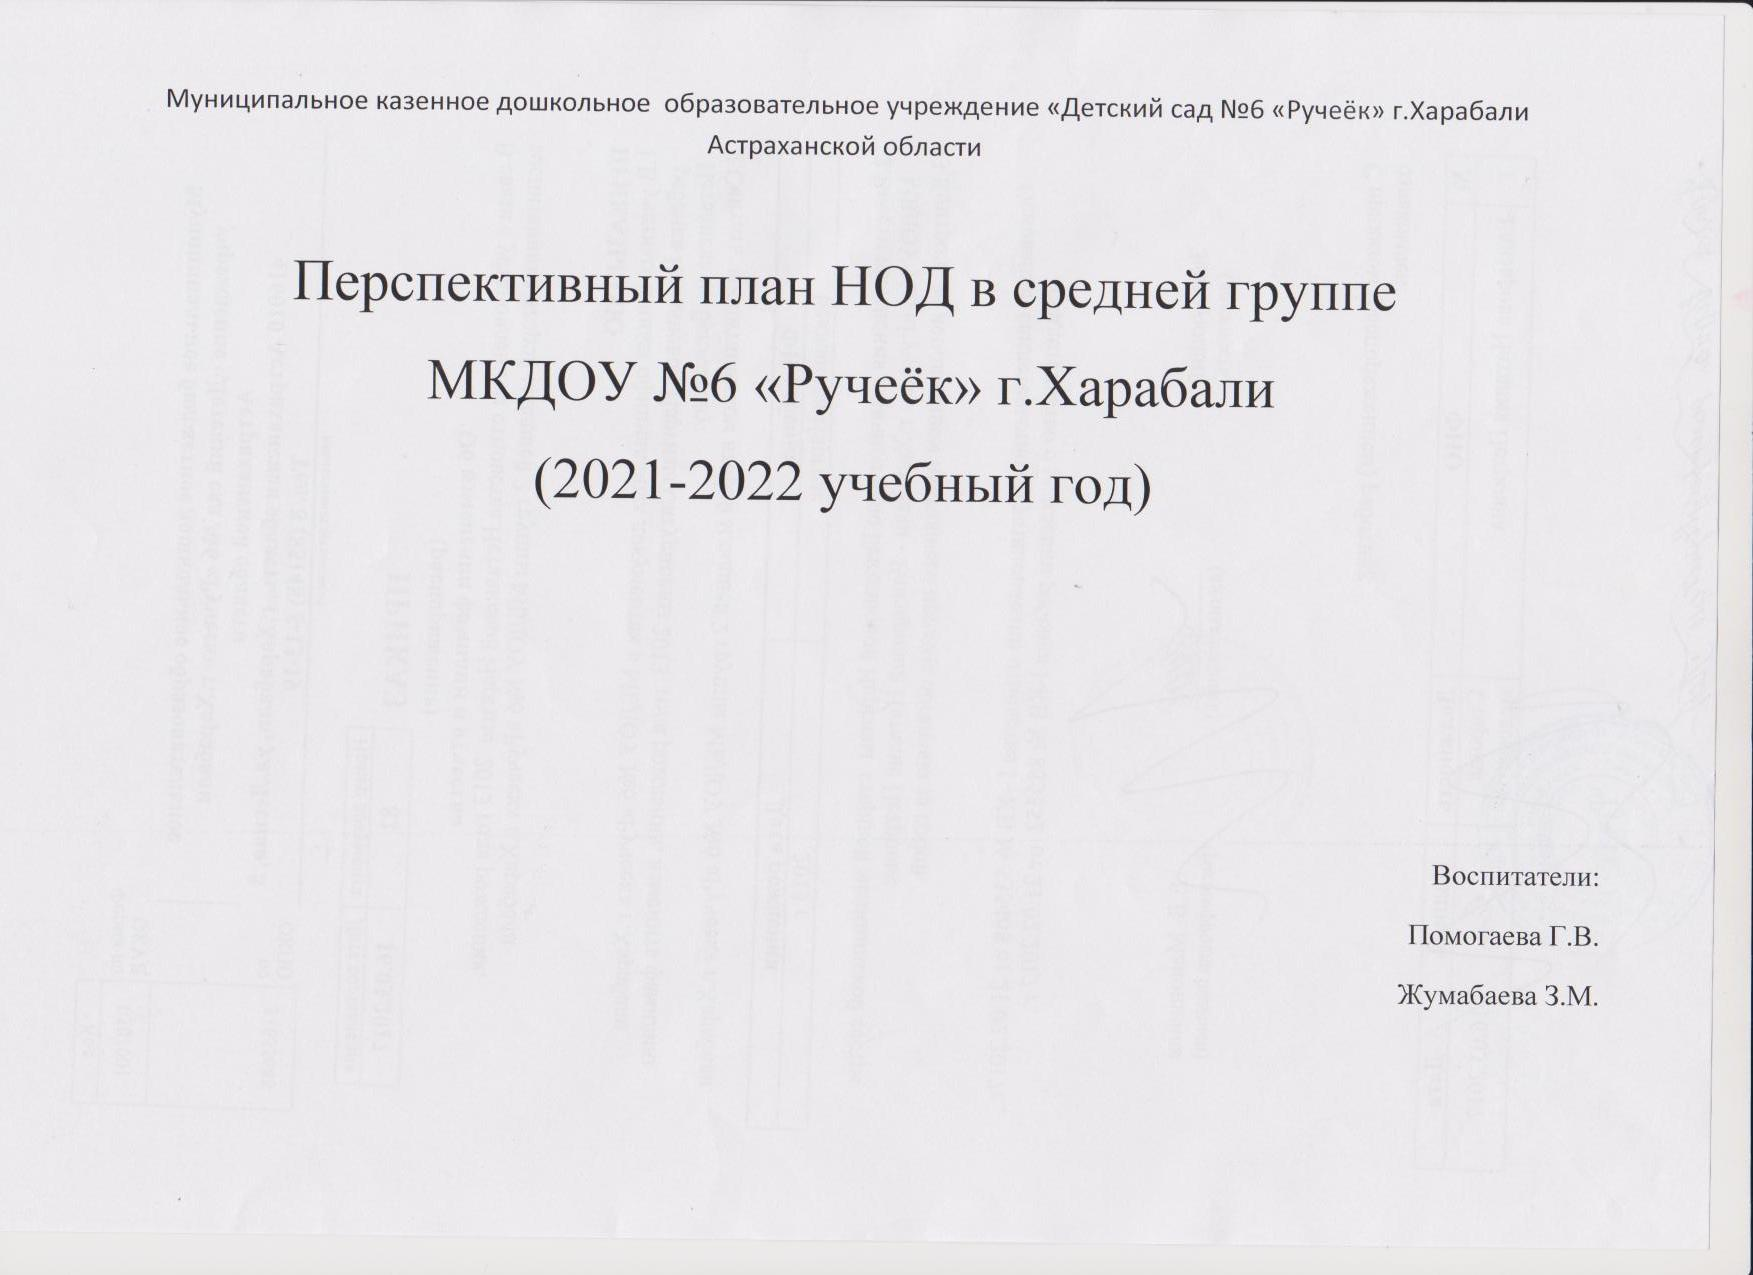 Муниципальное казенное дошкольное образовательное учреждение «Детский сад №6 «Ручеёк» г.Харабали
Астраханской области
Перспективный план НОД в средней группе
МКДОУ №6 «Ручеёк» г.Харабали
(2021-2022 учебный год)
Воспитатели:
Помогаева Г.В.
Жумабаева З.М.